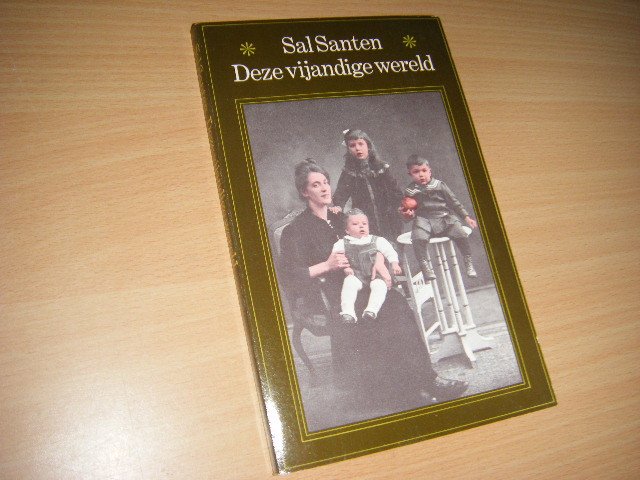 Sal Santen
Deze vijandige wereld